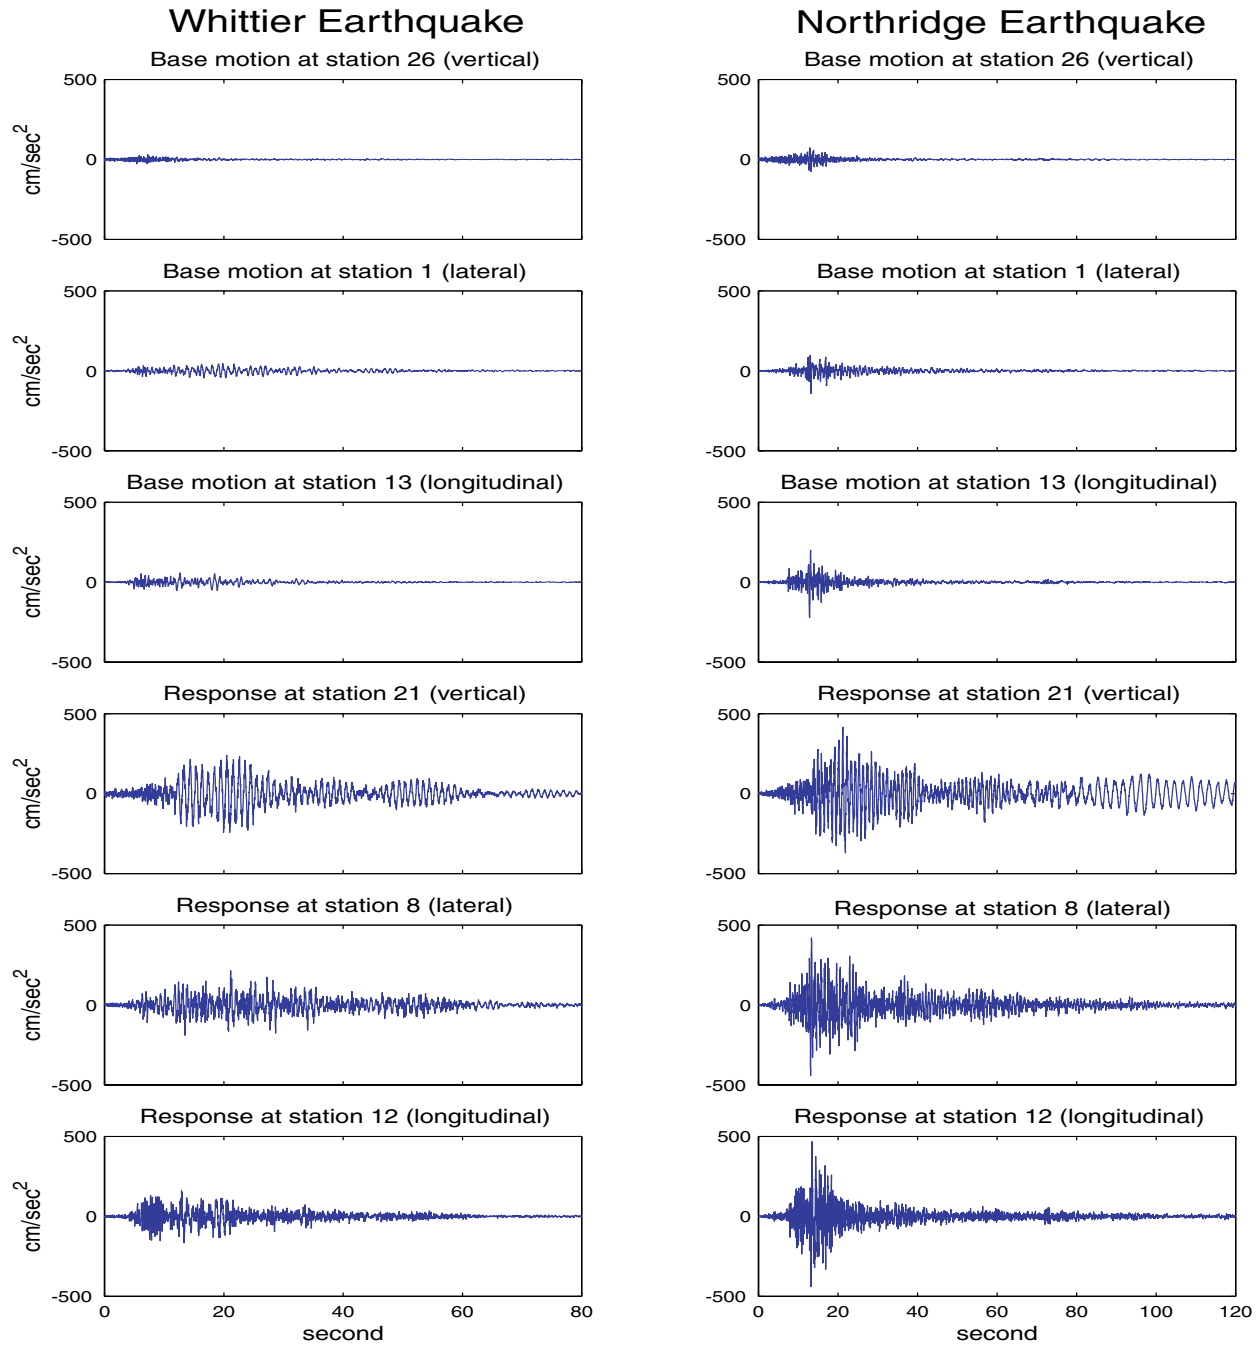 Whittier Earthquake
Base motion at station 26 (vertical)
500
0
-500
cm/sec2
Base motion at station 1 (lateral)
500
0
-500
cm/sec2
Base motion at station 13 (longitudinal)
500
0
-500
cm/sec2
Response at station 21 (vertical)
500
0
-500
cm/sec2
Response at station 8 (lateral)
500
0
-500
cm/sec2
Response at station 12 (longitudinal)
500
0
-500
cm/sec2
0 20 40 60 80
second
Northridge Earthquake
Base motion at station 26 (vertical)
500
0
-500
Base motion at station 1 (lateral)
500
0
-500
Base motion at station 13 (longitudinal)
500
0
-500
Response at station 21 (vertical)
500
0
-500
Response at station 8 (lateral)
500
0
-500
Response at station 12 (longitudinal)
500
0
-500
0 20 40 60 80 100 120
second